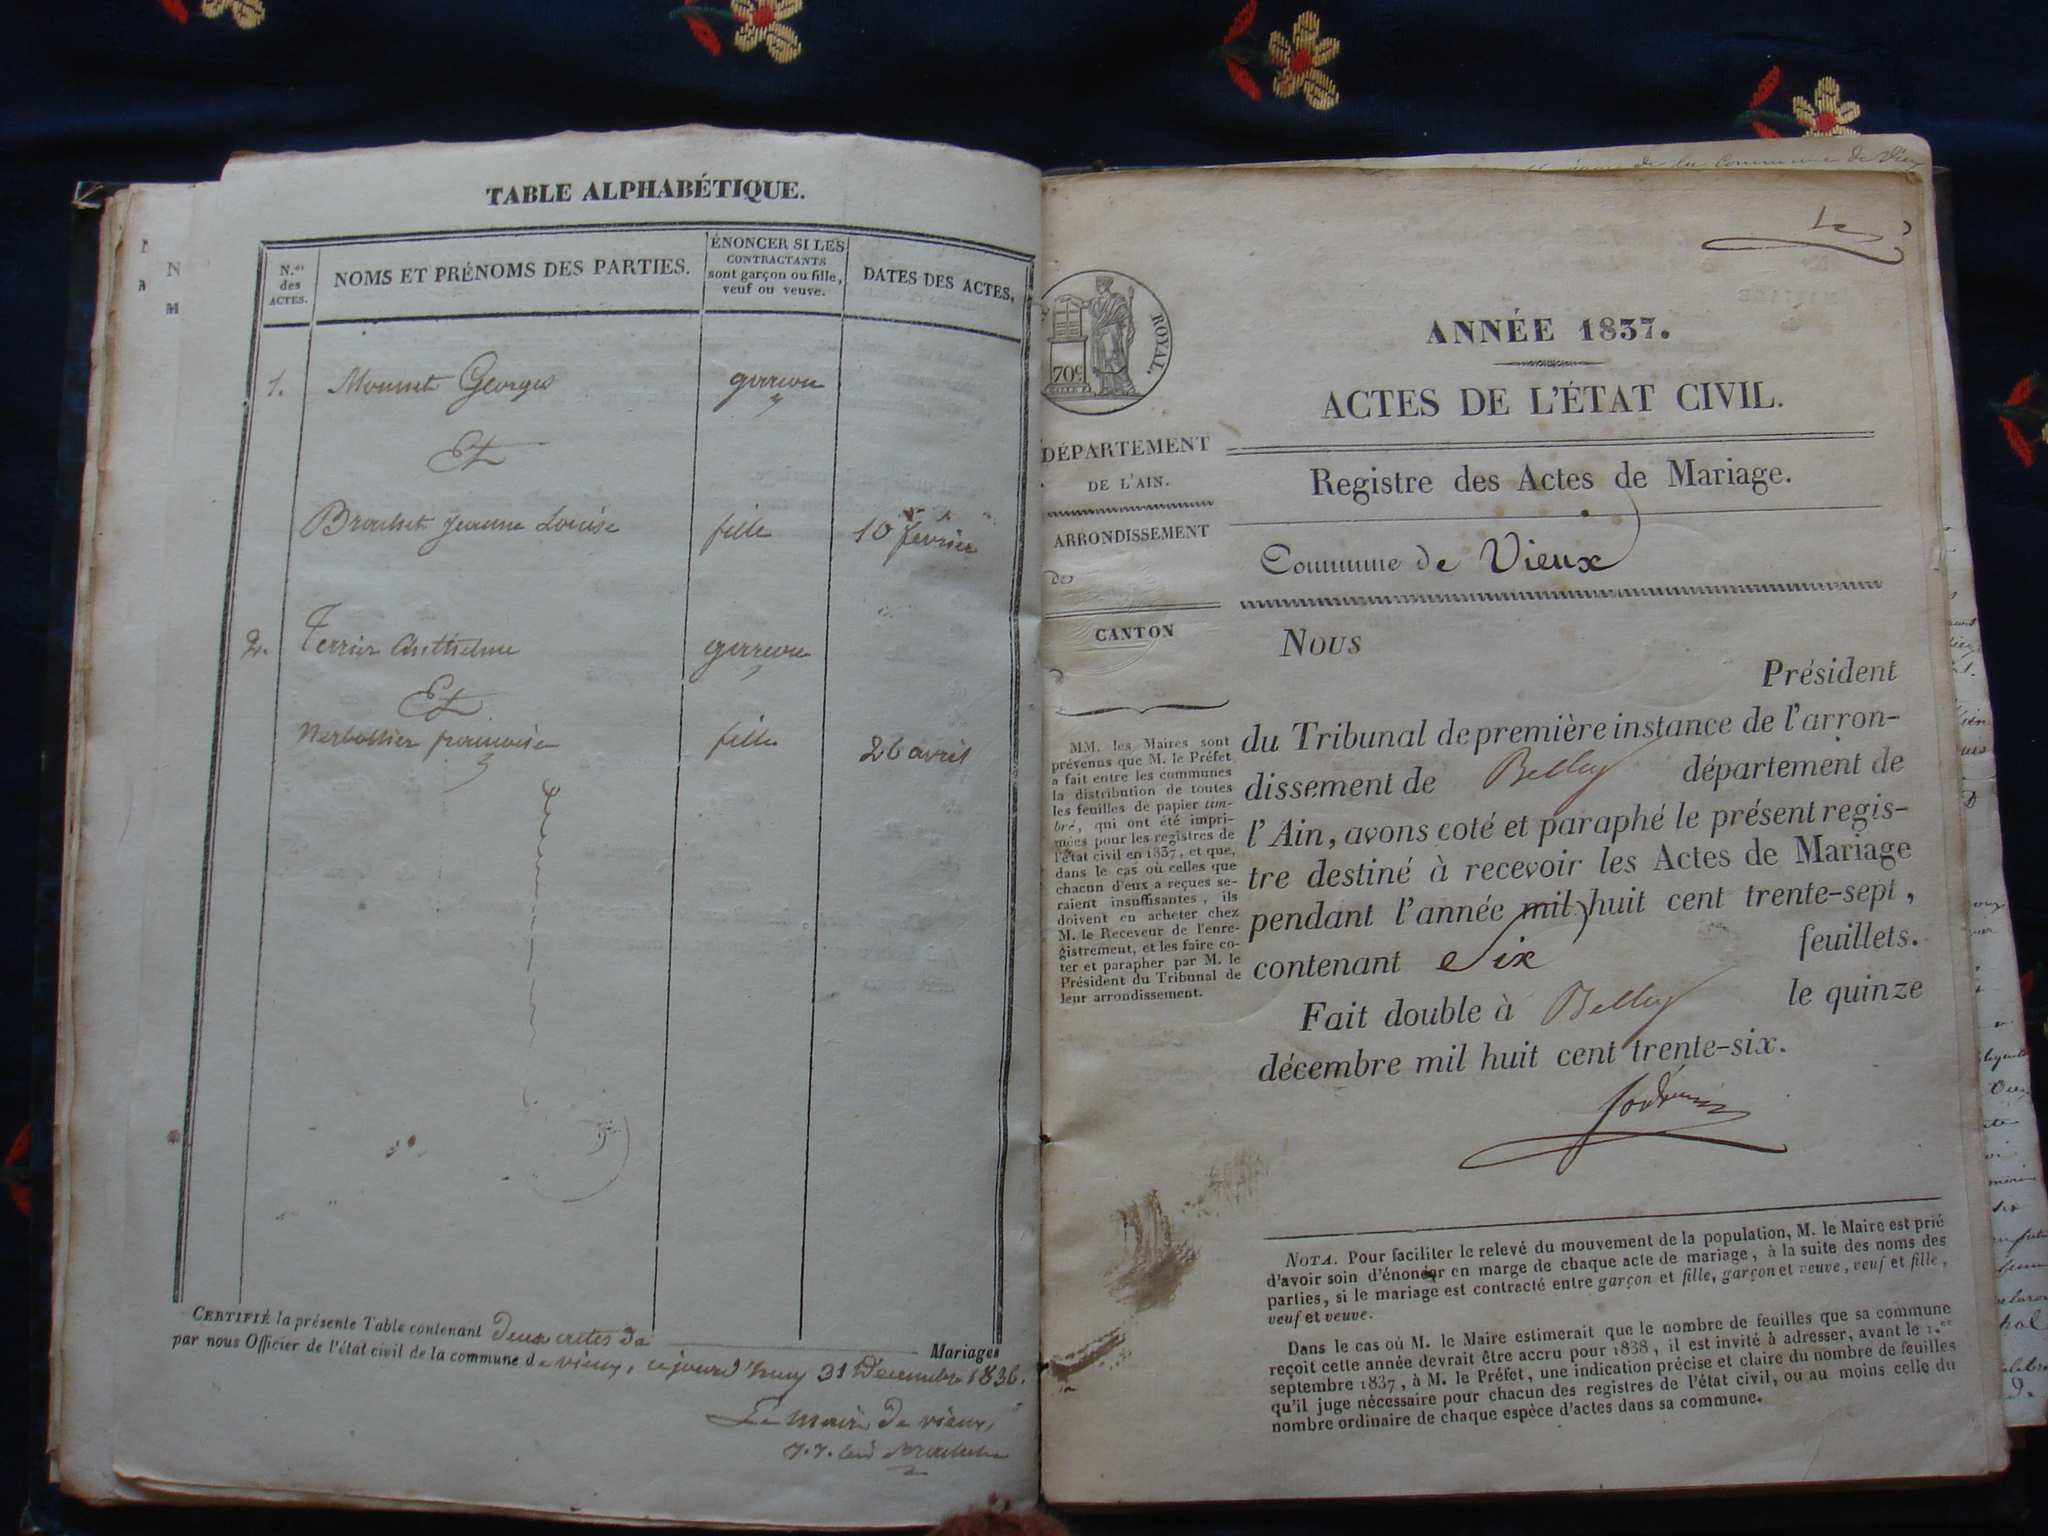 TABLE ALPHABÉTIQUE.
N.os
des
ACTES.
NOMS ET PRÉNOMS DES PARTIES.
ÉNONCER SI LES
CONTRACTANTS
sont garçon ou fille,
veuf ou veuve.
DATES DES ACTES,
1. Georges garcon
Et
Jeanne Louise fille 10 fevrier
2. Terrier Anthelme garcon
Et
francoise fille 26 avril
CERTIFIÉ la présente Table contenant deux actes de Mariages
par nous Officier de l'état civil de la commune de vieux, ce jourd'huy 31 Decembre 1836.
Le maire de vieux,
ROYAL.
70c
DÉPARTEMENT
DE L'AIN.
ARRONDISSEMENT
de
CANTON
d
MM. les Maires sont
prévenus que M. le Préfet
a fait entre les communes
la distribution de toutes
les feuilles de papier tim-
bré, qui ont été impri-
mées pour les registres de
l'état civil en 1837, et que,
dans le cas où celles que
chacun d'eux a reçues se-
raient insuffisantes, ils
doivent en acheter chez
M. le Receveur de l'enre-
gistrement, et les faire co-
ter et parapher par M. le
Président du Tribunal de
leur arrondissement.
ANNÉE 1837.
ACTES DE L'ÉTAT CIVIL.
Registre des Actes de Mariage.
Commune de Vieux
Nous
Président
du Tribunal de première instance de l'arron-
dissement de Belley département de
l'Ain, avons coté et paraphé le présent regis-
tre destiné à recevoir les Actes de Mariage
pendant l'année mil huit cent trente-sept,
contenant Six feuillets.
Fait double à Belley le quinze
décembre mil huit cent trente-six.
NOTA. Pour faciliter le relevé du mouvement de la population, M. le Maire est prié
d'avoir soin d'énoncer en marge de chaque acte de mariage, à la suite des noms des
parties, si le mariage est contracté entre garçon et fille, garçon et veuve, veuf et fille,
veuf et veuve.
Dans le cas où M. le Maire estimerait que le nombre de feuilles que sa commune
reçoit cette année devrait être accru pour 1838, il est invité à adresser, avant le 1.er
septembre 1837, à M. le Préfet, une indication précise et claire du nombre de feuilles
qu'il juge nécessaire pour chacun des registres de l'état civil, ou au moins celle du
nombre ordinaire de chaque espèce d'actes dans sa commune.